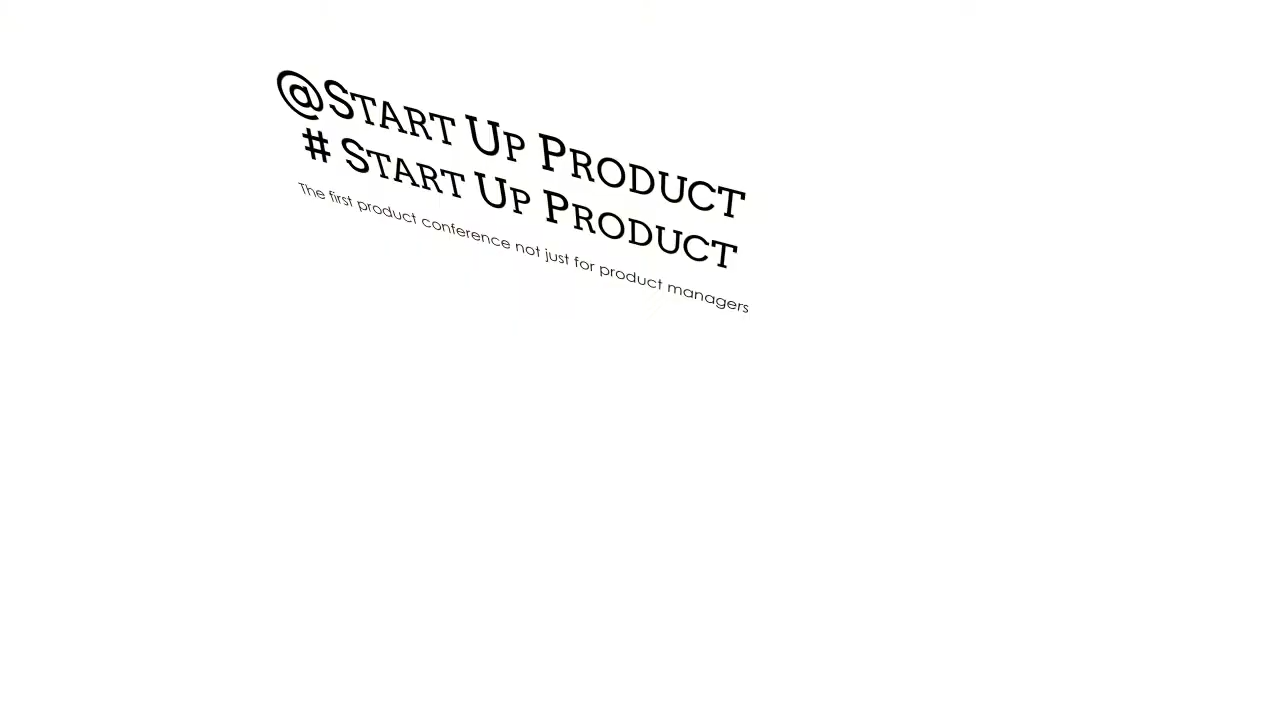 @Start Up Product
# Start Up Product
The first product conference not just for product managers